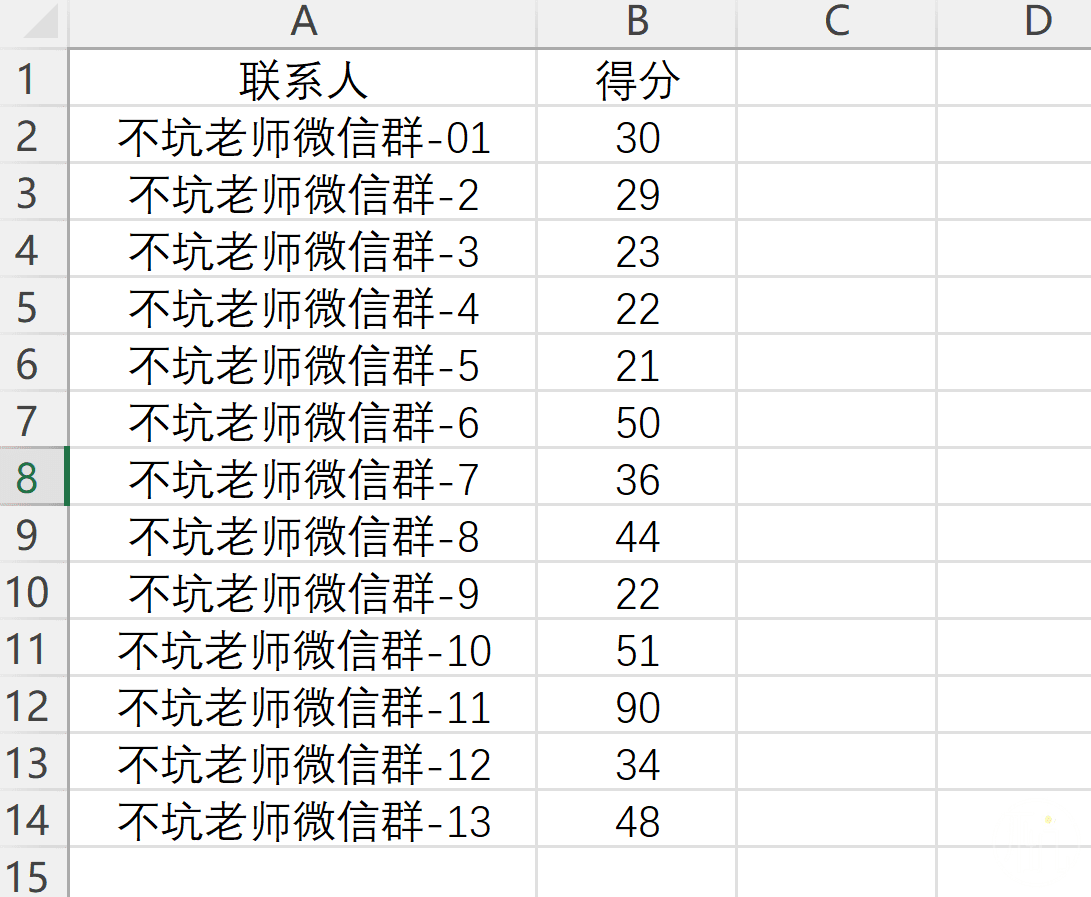 A B C D
1 联系人 得分
2 不坑老师微信群-01 30
3 不坑老师微信群-2 29
4 不坑老师微信群-3 23
5 不坑老师微信群-4 22
6 不坑老师微信群-5 21
7 不坑老师微信群-6 50
8 不坑老师微信群-7 36
9 不坑老师微信群-8 44
10 不坑老师微信群-9 22
11 不坑老师微信群-10 51
12 不坑老师微信群-11 90
13 不坑老师微信群-12 34
14 不坑老师微信群-13 48
15